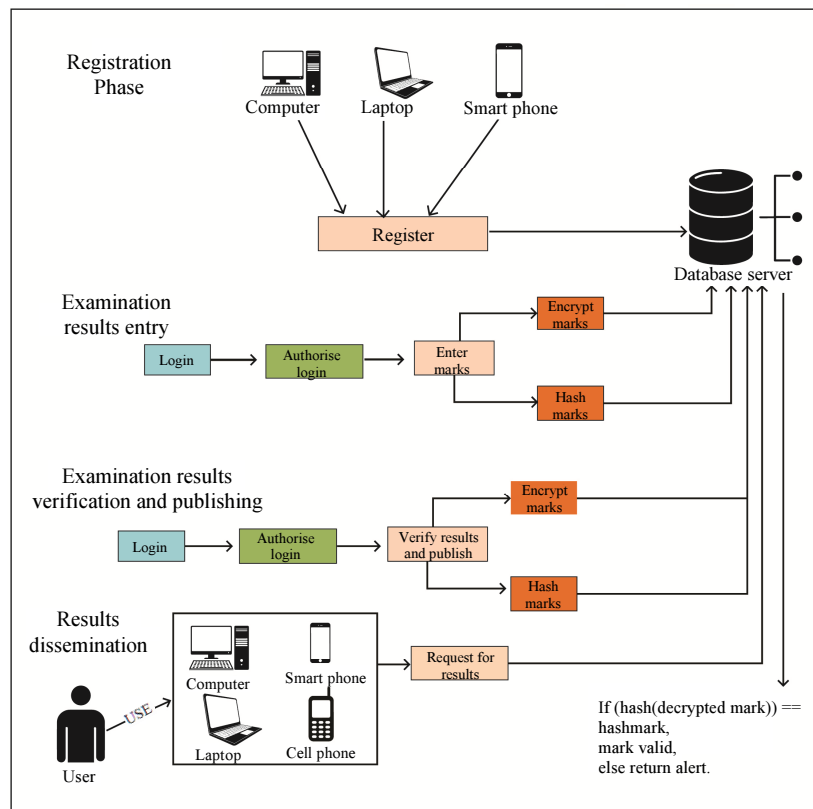 Registration
Phase
Computer
Laptop
Smart phone
Register
Database server
Examination
results entry
Login
Authorise
login
Enter
marks
Encrypt
marks
Hash
marks
Examination results
verification and publishing
Login
Authorise
login
Verify results
and publish
Encrypt
marks
Hash
marks
Results
dissemination
User
USE
Computer
Smart phone
Laptop
Cell phone
Request for
results
If (hash(decrypted mark)) ==
hashmark,
mark valid,
else return alert.